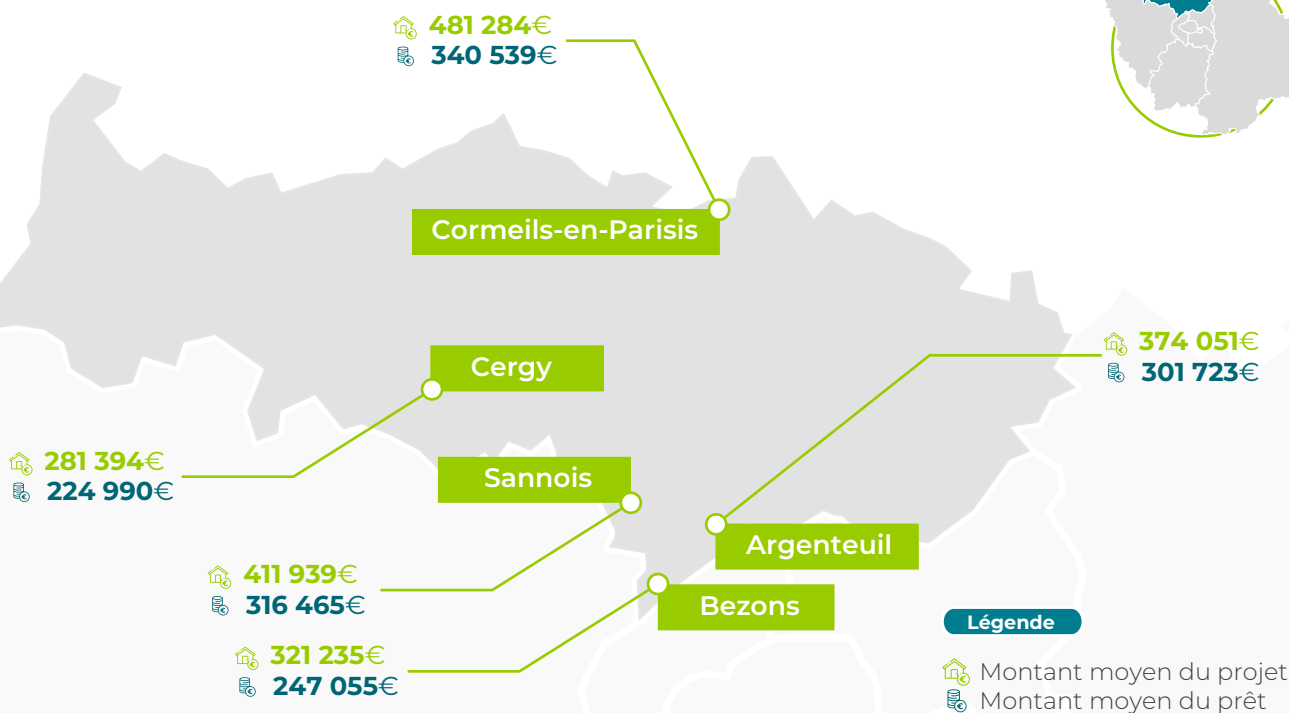 481 284€
340 539€
Cormeils-en-Parisis
374 051€
301 723€
Cergy
281 394€
224 990€
Sannois
Argenteuil
411 939€
316 465€
Bezons
321 235€
247 055€
Légende
Montant moyen du projet
Montant moyen du prêt